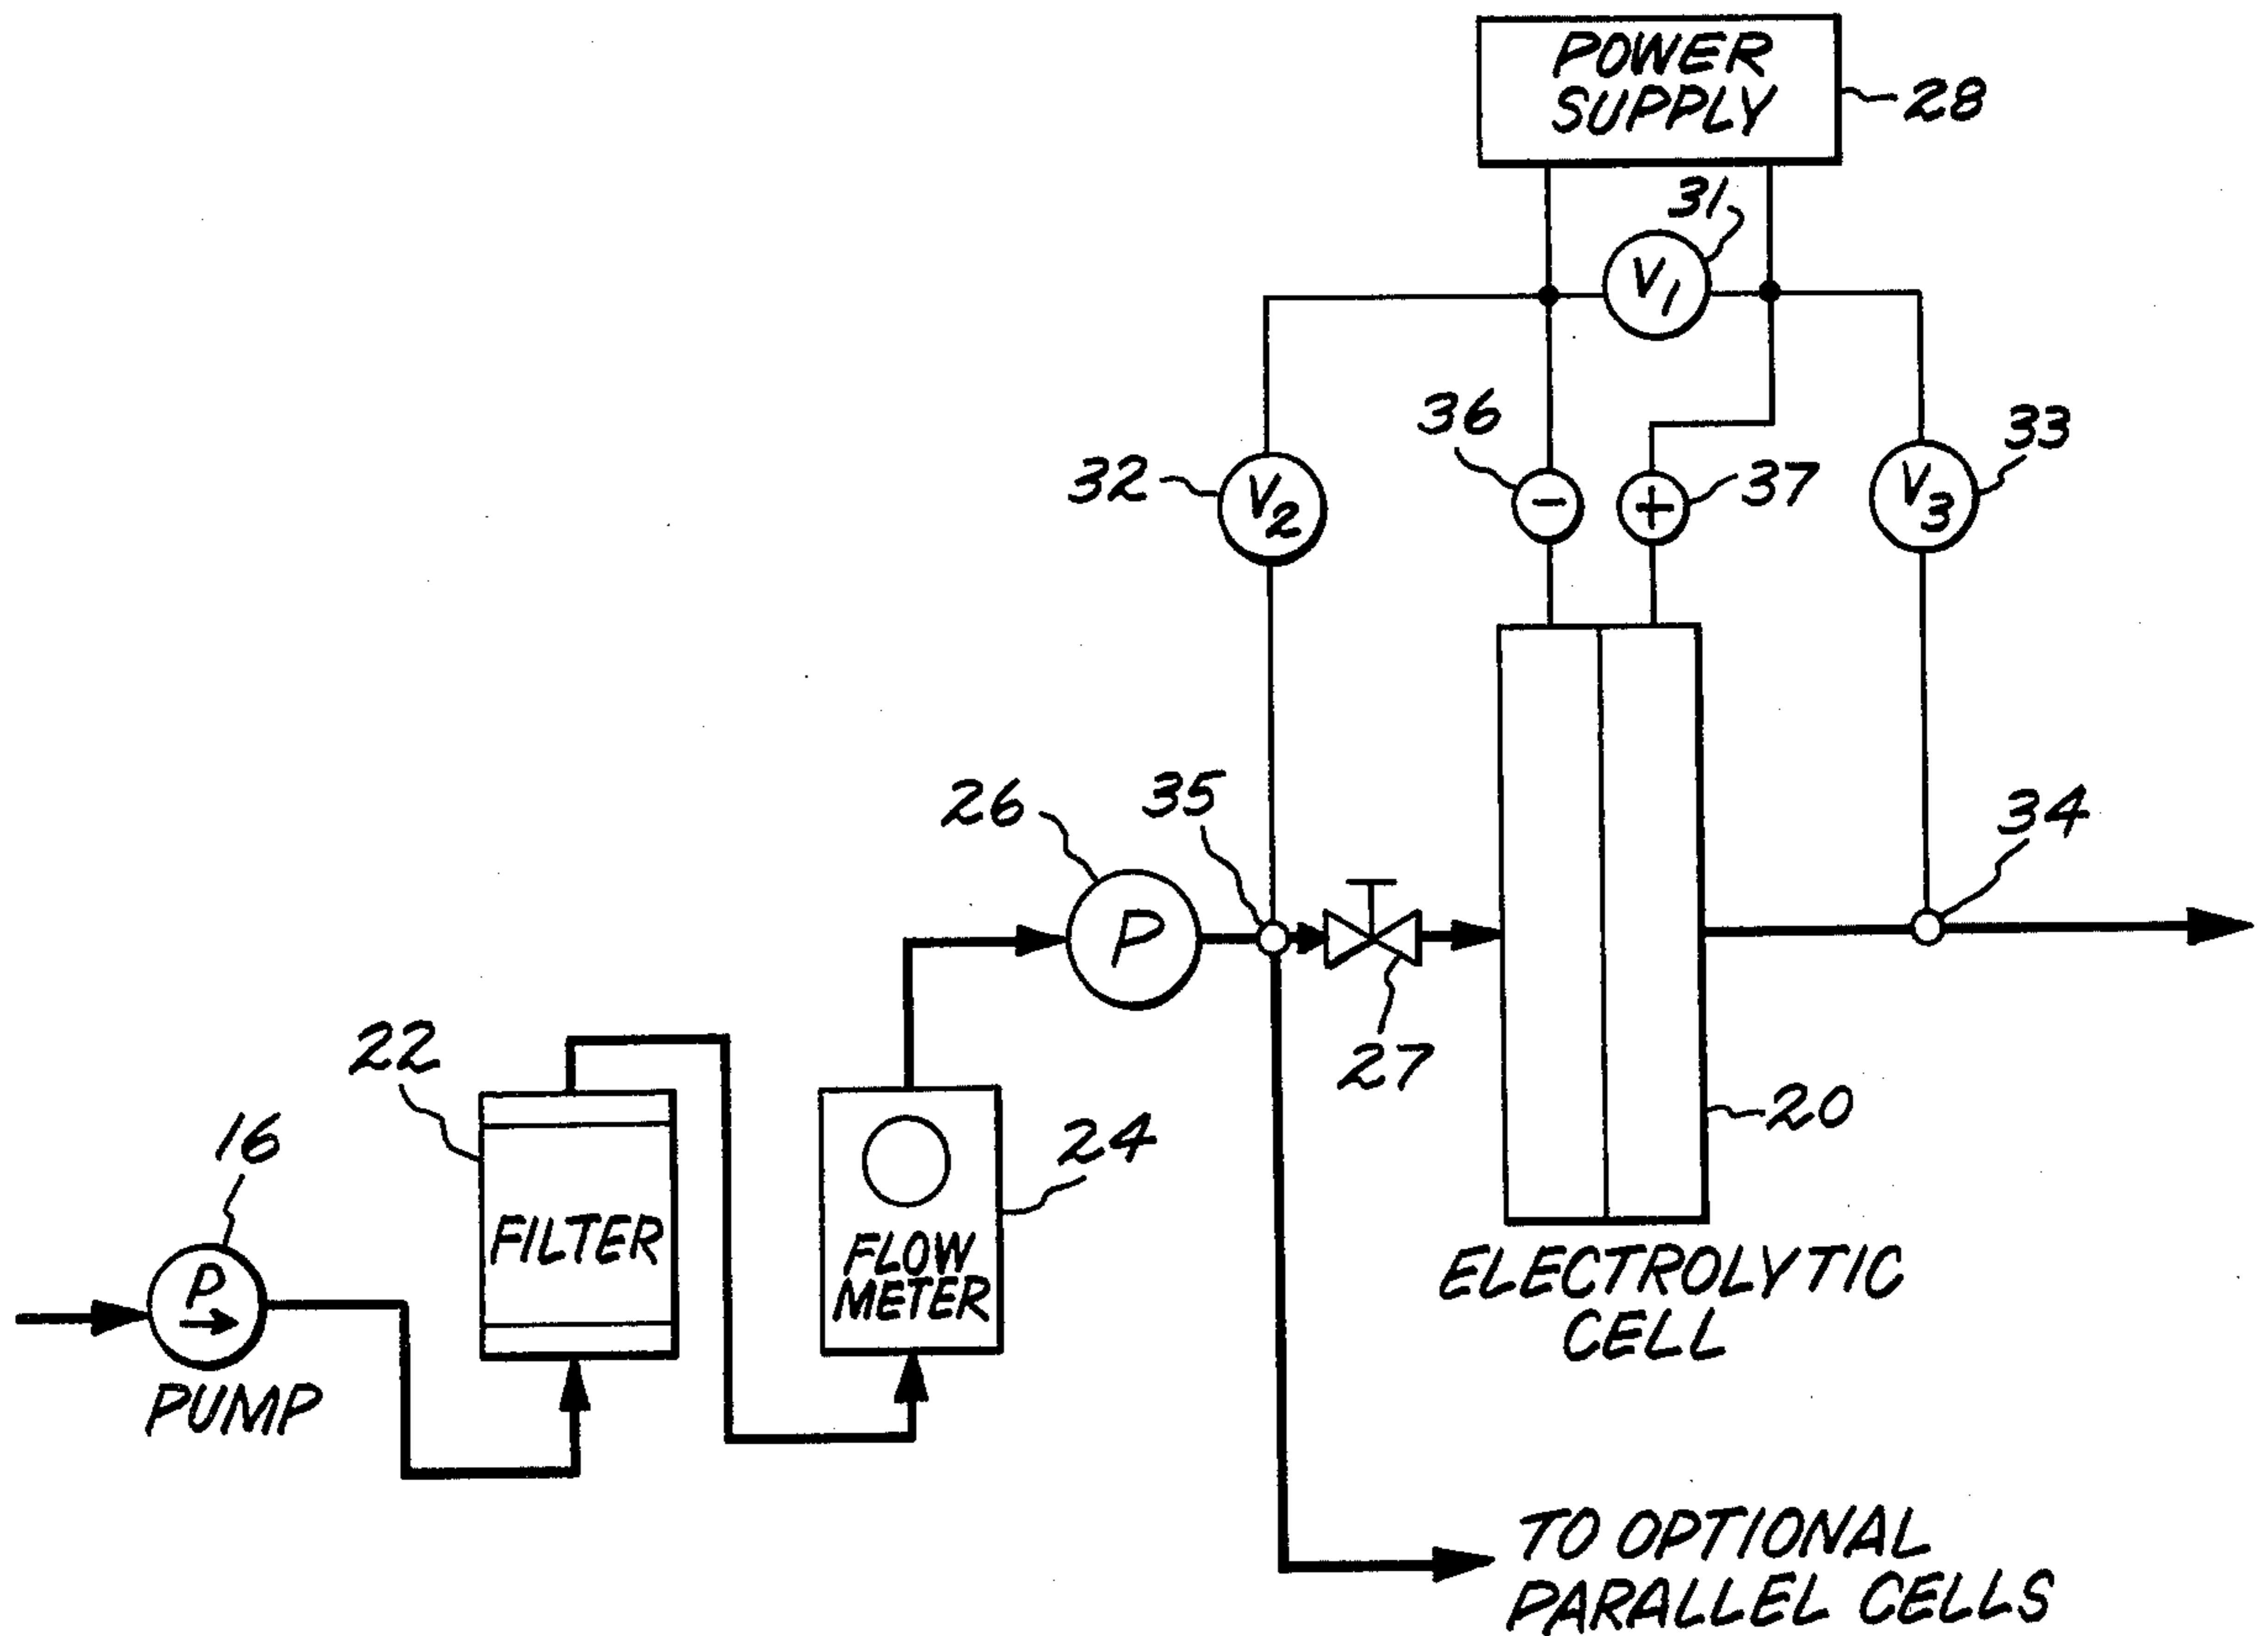 POWER
SUPPLY
28
31
V1
36
33
32
V2
-
+
37
V3
26
35
34
P
22
27
16
24
20
FILTER
FLOW
METER
P
ELECTROLYTIC
CELL
PUMP
TO OPTIONAL
PARALLEL CELLS